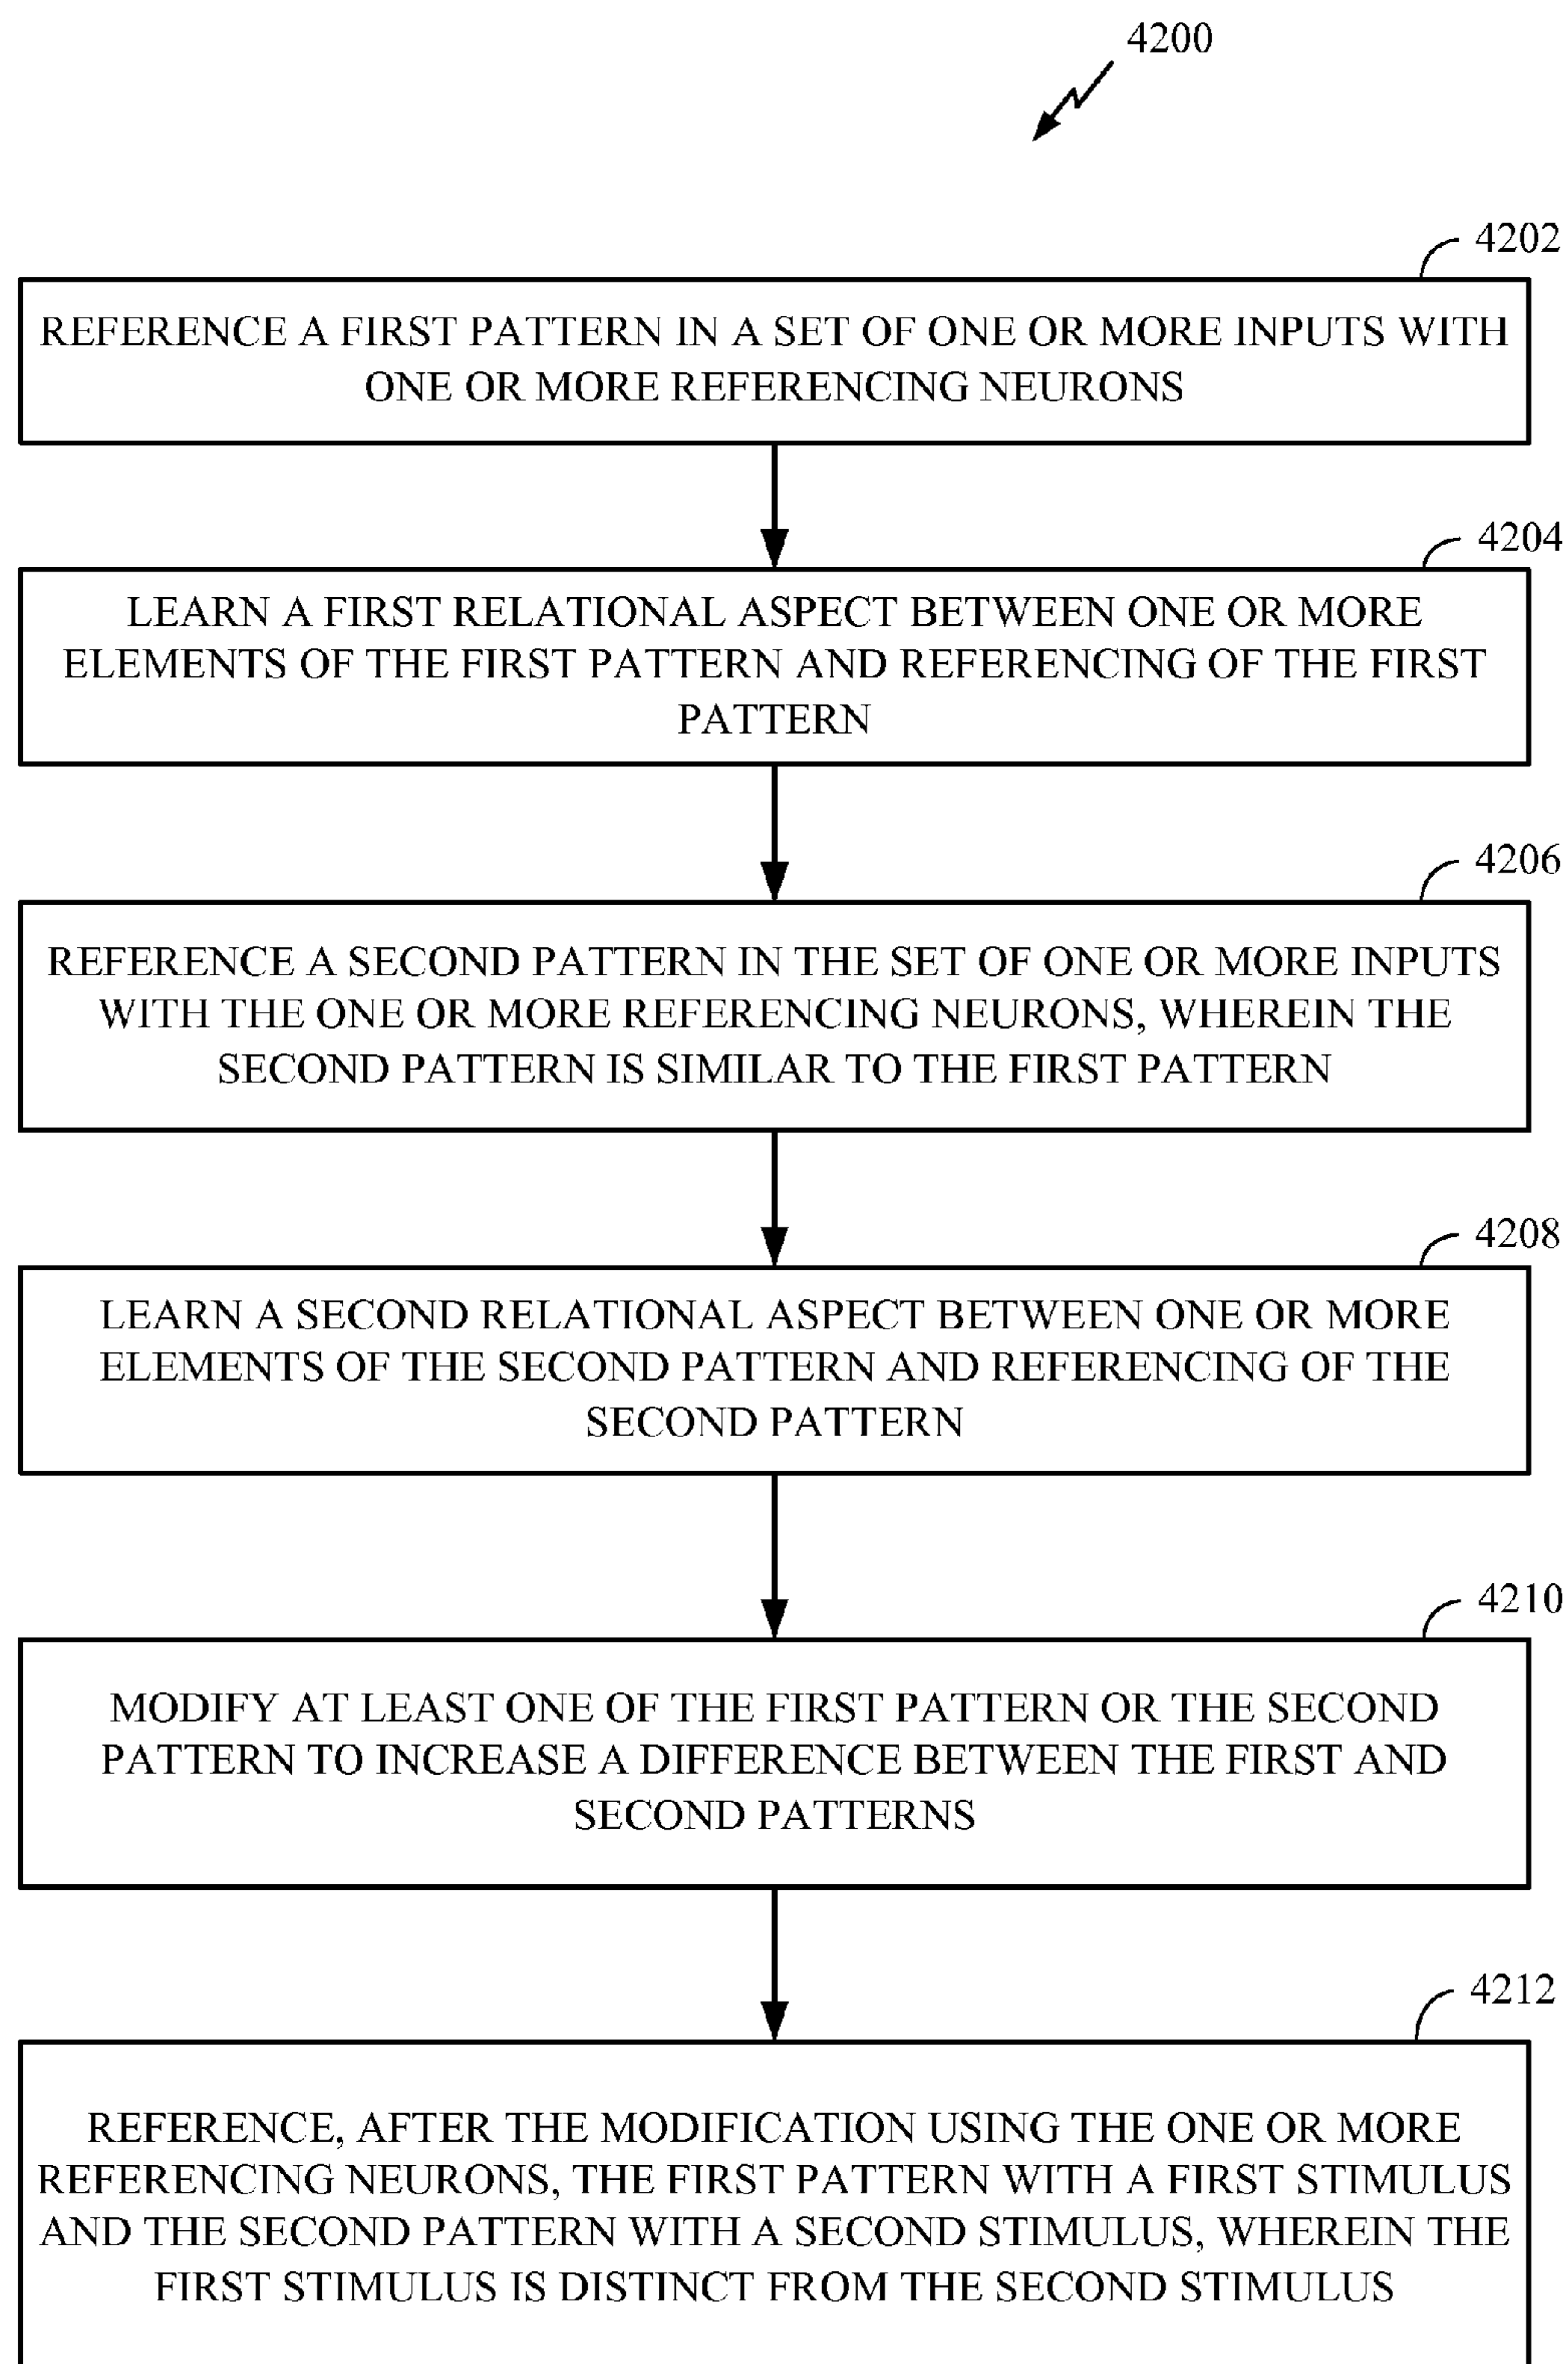 4200
4202
REFERENCE A FIRST PATTERN IN A SET OF ONE OR MORE INPUTS WITH
ONE OR MORE REFERENCING NEURONS
4204
LEARN A FIRST RELATIONAL ASPECT BETWEEN ONE OR MORE
ELEMENTS OF THE FIRST PATTERN AND REFERENCING OF THE FIRST
PATTERN
4206
REFERENCE A SECOND PATTERN IN THE SET OF ONE OR MORE INPUTS
WITH THE ONE OR MORE REFERENCING NEURONS, WHEREIN THE
SECOND PATTERN IS SIMILAR TO THE FIRST PATTERN
4208
LEARN A SECOND RELATIONAL ASPECT BETWEEN ONE OR MORE
ELEMENTS OF THE SECOND PATTERN AND REFERENCING OF THE
SECOND PATTERN
4210
MODIFY AT LEAST ONE OF THE FIRST PATTERN OR THE SECOND
PATTERN TO INCREASE A DIFFERENCE BETWEEN THE FIRST AND
SECOND PATTERNS
4212
REFERENCE, AFTER THE MODIFICATION USING THE ONE OR MORE
REFERENCING NEURONS, THE FIRST PATTERN WITH A FIRST STIMULUS
AND THE SECOND PATTERN WITH A SECOND STIMULUS, WHEREIN THE
FIRST STIMULUS IS DISTINCT FROM THE SECOND STIMULUS